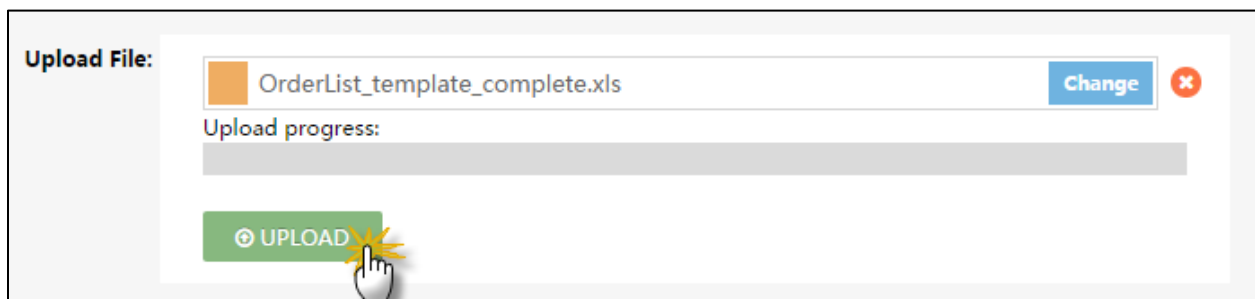 Upload File:
OrderList_template_complete.xls Change
Upload progress:
UPLOAD